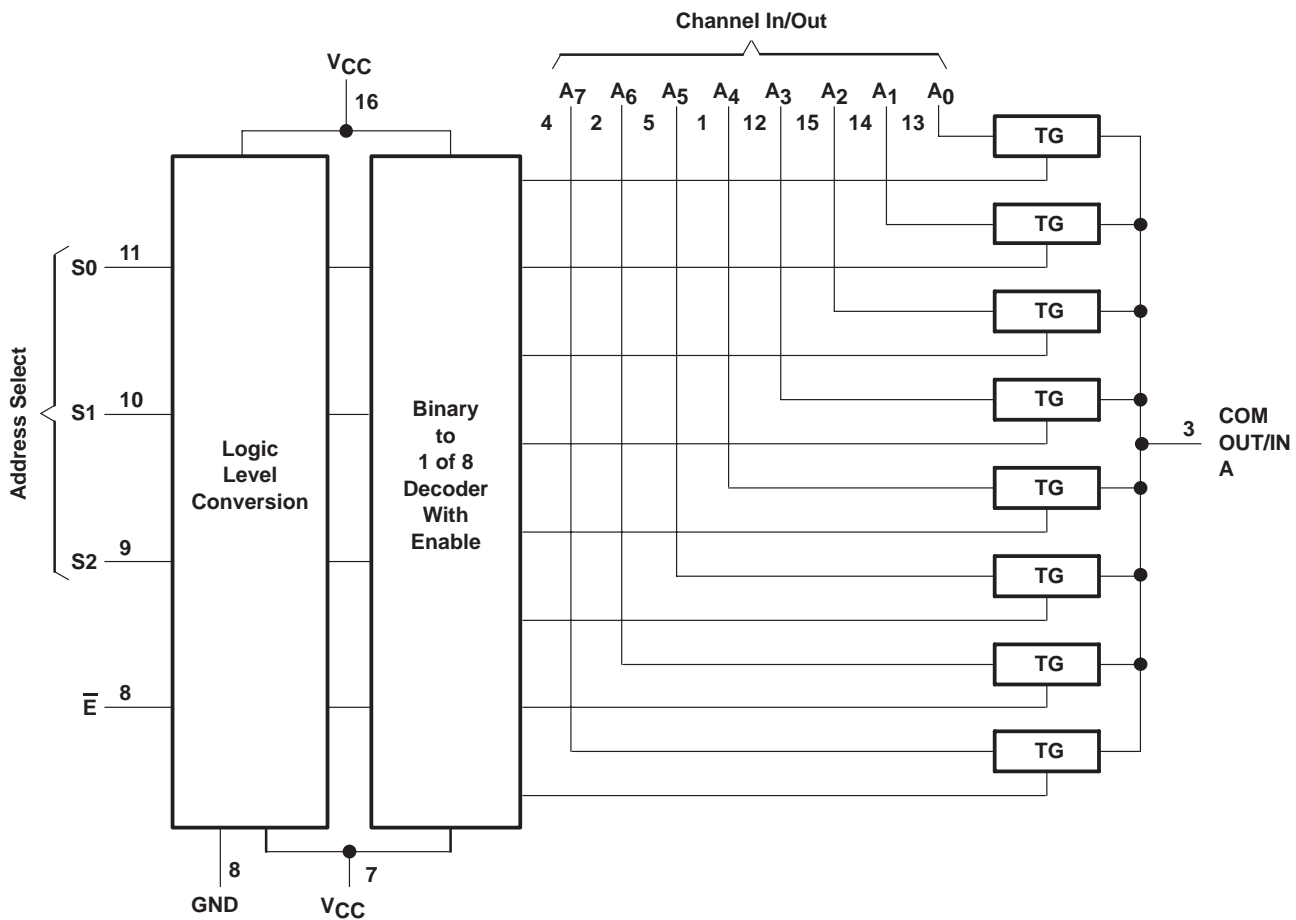 Channel In/Out
VCC
16
A7 A6 A5 A4 A3 A2 A1 A0
4 2 5 1 12 15 14 13
TG
TG
TG
TG
TG
TG
TG
TG
Address Select
S0 11
S1 10
S2 9
E̅ 8
Logic
Level
Conversion
Binary
to
1 of 8
Decoder
With
Enable
3
COM
OUT/IN
A
8
GND
7
VCC